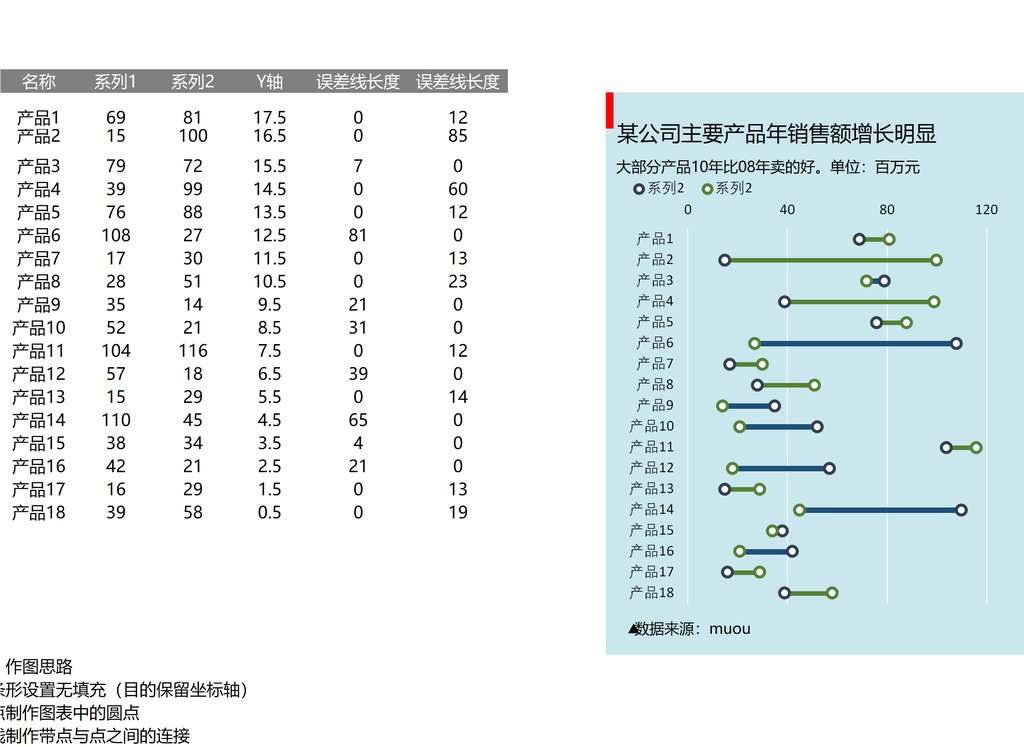 名称 系列1 系列2 Y轴 误差线长度 误差线长度
产品1 69 81 17.5 0 12
产品2 15 100 16.5 0 85
产品3 79 72 15.5 7 0
产品4 39 99 14.5 0 60
产品5 76 88 13.5 0 12
产品6 108 27 12.5 81 0
产品7 17 30 11.5 0 13
产品8 28 51 10.5 0 23
产品9 35 14 9.5 21 0
产品10 52 21 8.5 31 0
产品11 104 116 7.5 0 12
产品12 57 18 6.5 39 0
产品13 15 29 5.5 0 14
产品14 110 45 4.5 65 0
产品15 38 34 3.5 4 0
产品16 42 21 2.5 21 0
产品17 16 29 1.5 0 13
产品18 39 58 0.5 0 19
作图思路
条形设置无填充（目的保留坐标轴）
点制作图表中的圆点
线制作带点与点之间的连接
某公司主要产品年销售额增长明显
大部分产品10年比08年卖的好。单位：百万元
系列2 系列2
0 40 80 120
产品1
产品2
产品3
产品4
产品5
产品6
产品7
产品8
产品9
产品10
产品11
产品12
产品13
产品14
产品15
产品16
产品17
产品18
▲数据来源：muou